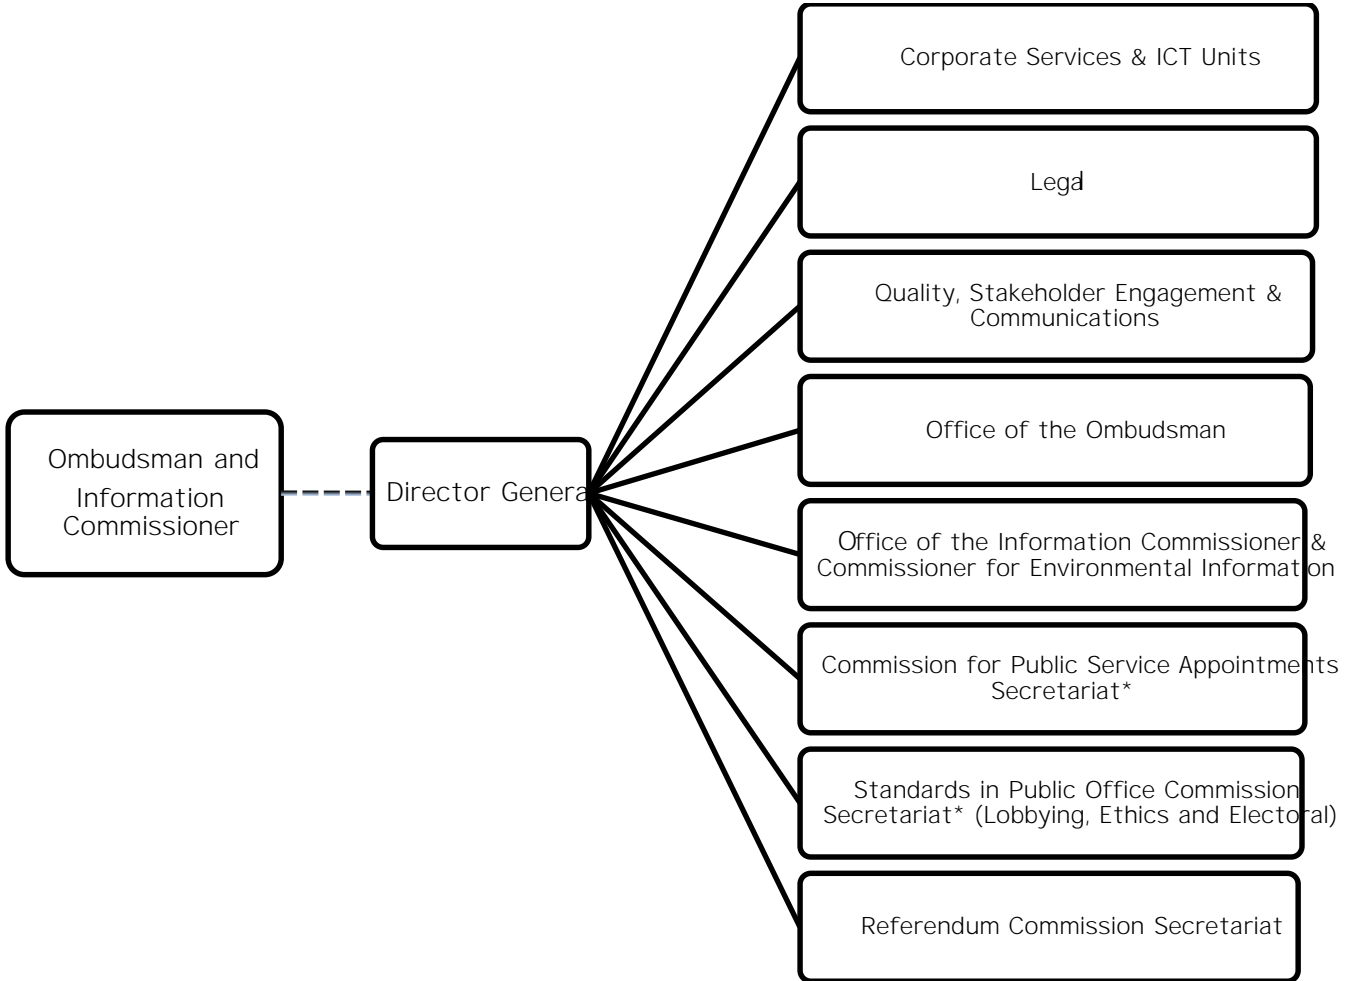 Corporate Services & ICT Units
Legal
Quality, Stakeholder Engagement &
Communications
Office of the Ombudsman
Ombudsman and
Information
Commissioner
Director General
Office of the Information Commissioner &
Commissioner for Environmental Information
Commission for Public Service Appointments
Secretariat*
Standards in Public Office Commission
Secretariat* (Lobbying, Ethics and Electoral)
Referendum Commission Secretariat